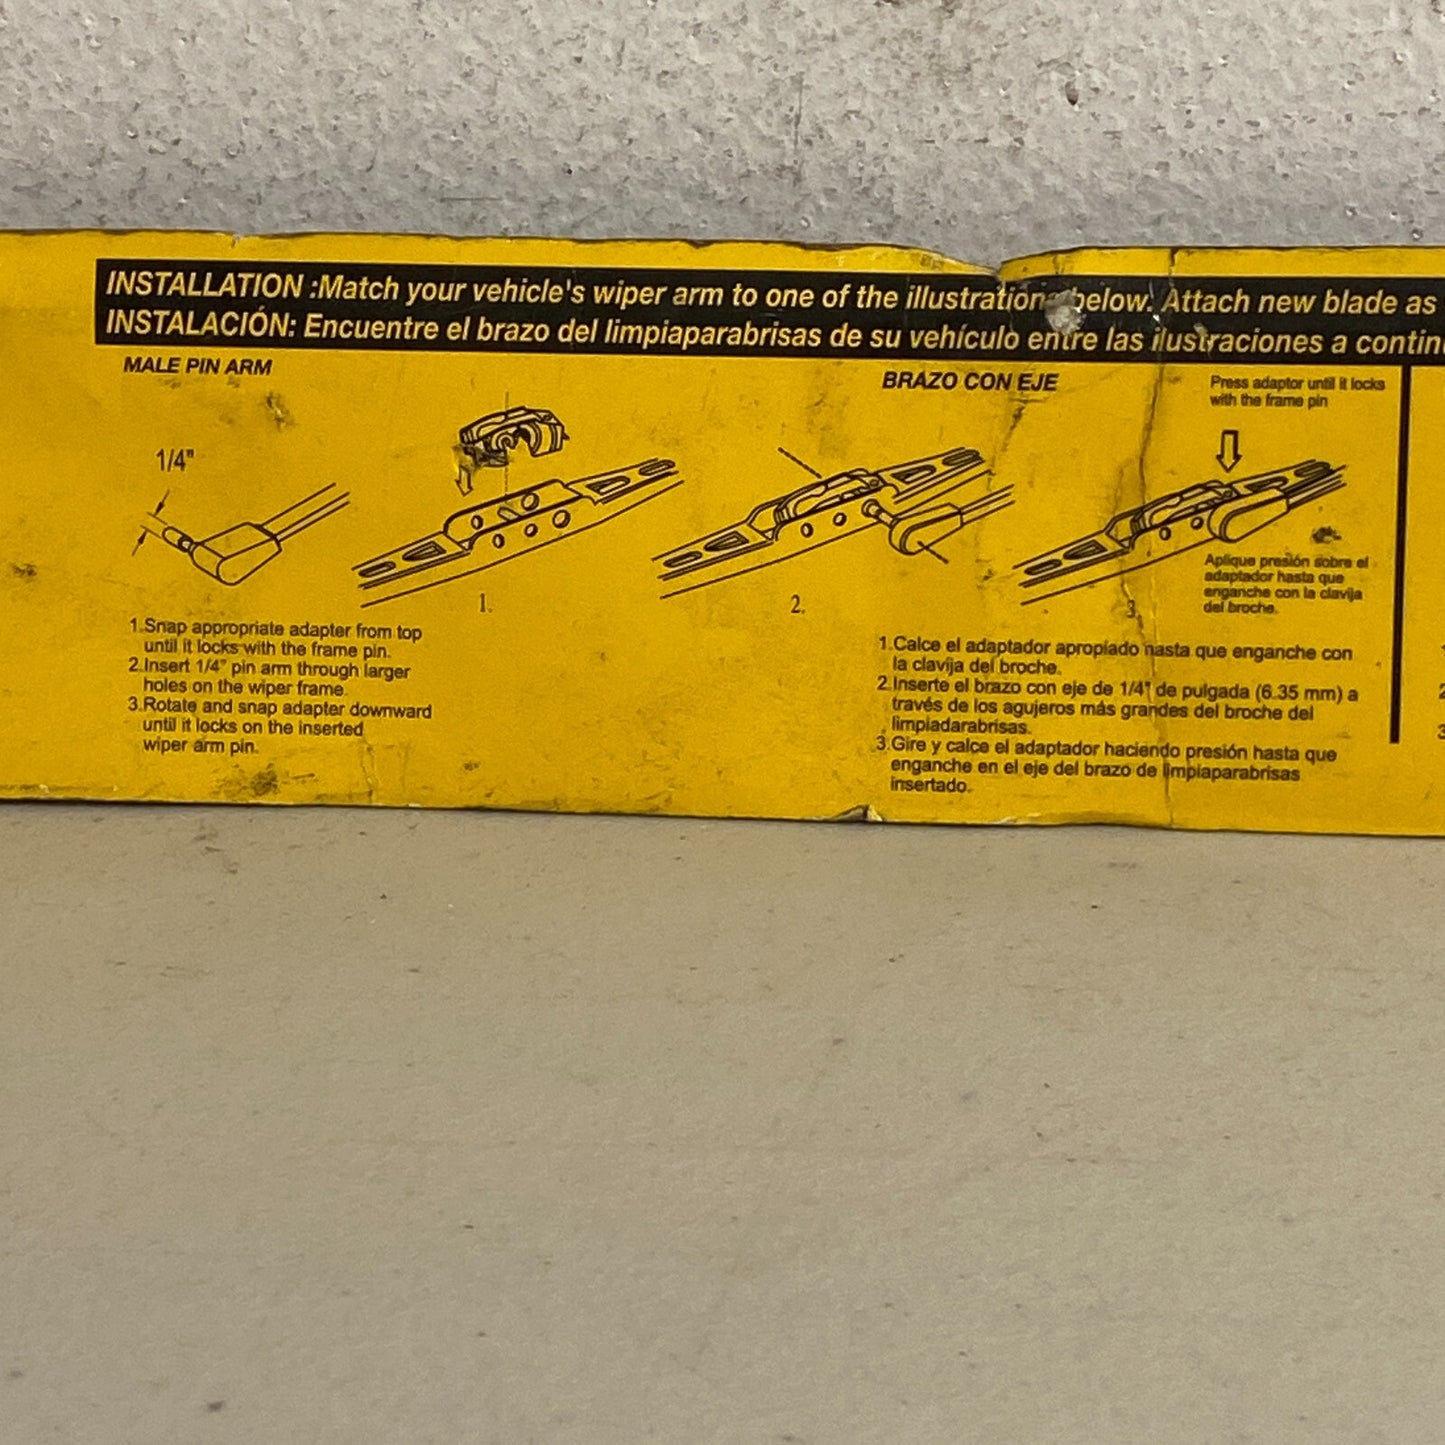 INSTALLATION :Match your vehicle's wiper arm to one of the illustrations below. Attach new blade as
INSTALACIÓN: Encuentre el brazo del limpiaparabrisas de su vehículo entre las ilustraciones a contin
MALE PIN ARM
1/4"
1.
1.Snap appropriate adapter from top
until it locks with the frame pin.
2.Insert 1/4" pin arm through larger
holes on the wiper frame.
3.Rotate and snap adapter downward
until it locks on the inserted
wiper arm pin.
BRAZO CON EJE
Press adaptor until it locks
with the frame pin
2.
3.
Aplique presión sobre el
adaptador hasta que
enganche con la clavija
del broche.
1.Calce el adaptador apropiado hasta que enganche con
la clavija del broche.
2.Inserte el brazo con eje de 1/4" de pulgada (6.35 mm) a
través de los agujeros más grandes del broche del
limpiadarabrisas.
3.Gire y calce el adaptador haciendo presión hasta que
enganche en el eje del brazo de limpiaparabrisas
insertado.